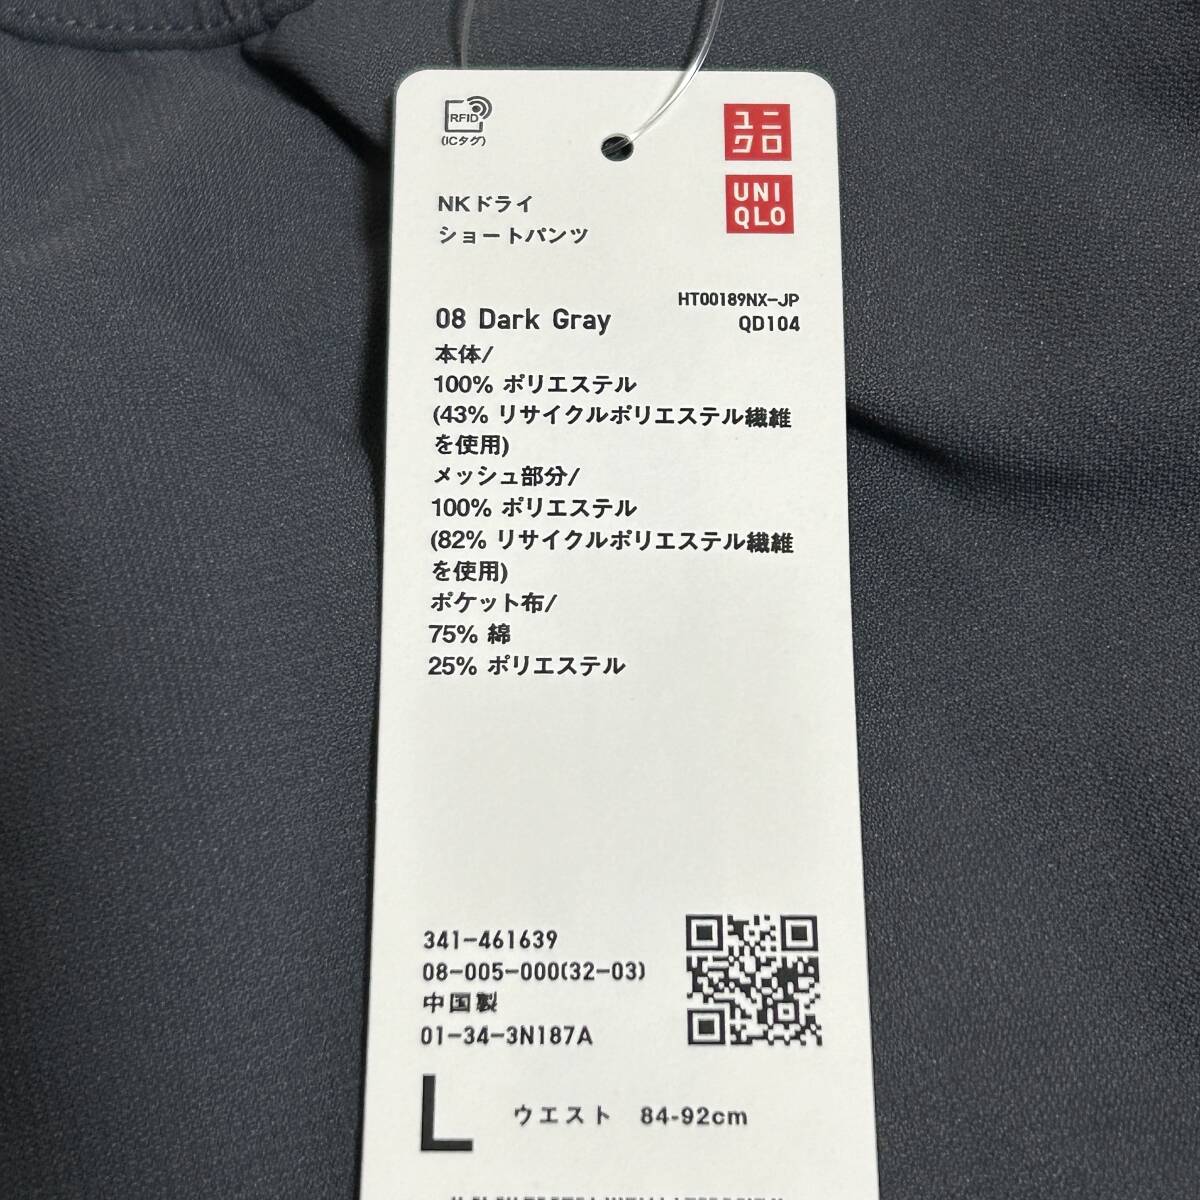 RFID
(ICタグ)
ユニ
クロ
UNI
QLO
NKドライ
ショートパンツ
HT00189NX-JP
08 Dark Gray
QD104
本体/
100% ポリエステル
(43% リサイクルポリエステル繊維
を使用)
メッシュ部分/
100% ポリエステル
(82% リサイクルポリエステル繊維
を使用)
ポケット布/
75% 綿
25% ポリエステル
341-461639
08-005-000(32-03)
中国製
01-34-3N187A
L ウエスト 84-92cm